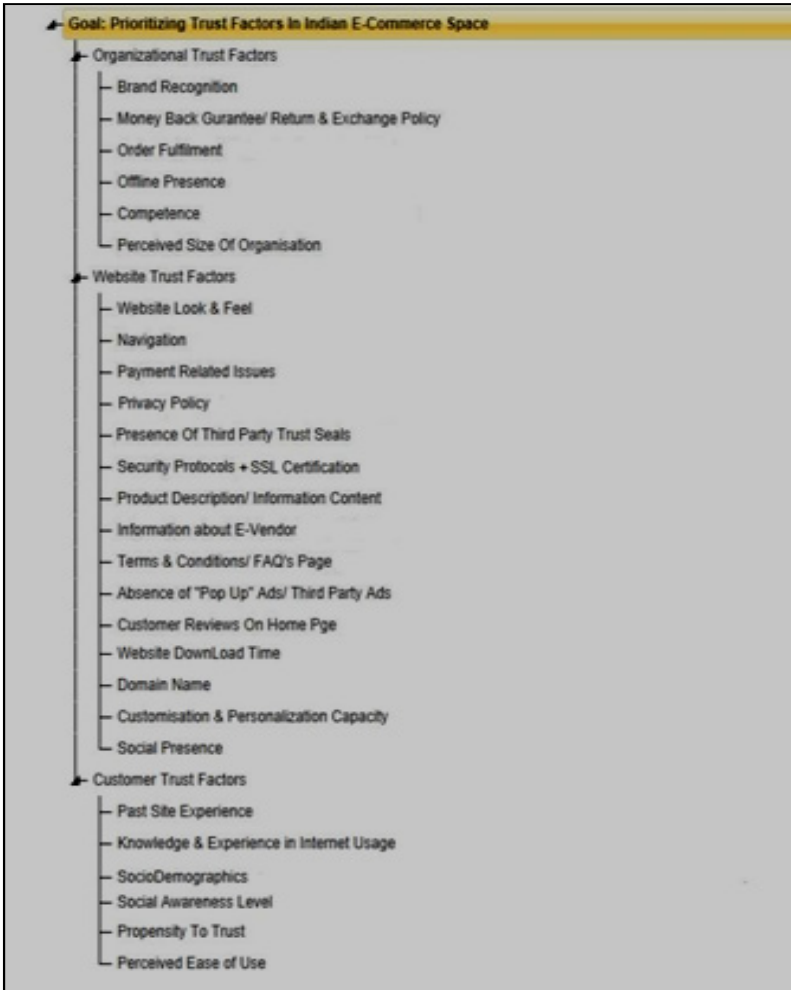 Goal: Prioritizing Trust Factors In Indian E-Commerce Space
Organizational Trust Factors
Brand Recognition
Money Back Gurantee/ Return & Exchange Policy
Order Fulfilment
Offline Presence
Competence
Perceived Size Of Organisation
Website Trust Factors
Website Look & Feel
Navigation
Payment Related Issues
Privacy Policy
Presence Of Third Party Trust Seals
Security Protocols + SSL Certification
Product Description/ Information Content
Information about E-Vendor
Terms & Conditions/ FAQ's Page
Absence of "Pop Up" Ads/ Third Party Ads
Customer Reviews On Home Pge
Website DownLoad Time
Domain Name
Customisation & Personalization Capacity
Social Presence
Customer Trust Factors
Past Site Experience
Knowledge & Experience in Internet Usage
SocioDemographics
Social Awareness Level
Propensity To Trust
Perceived Ease of Use